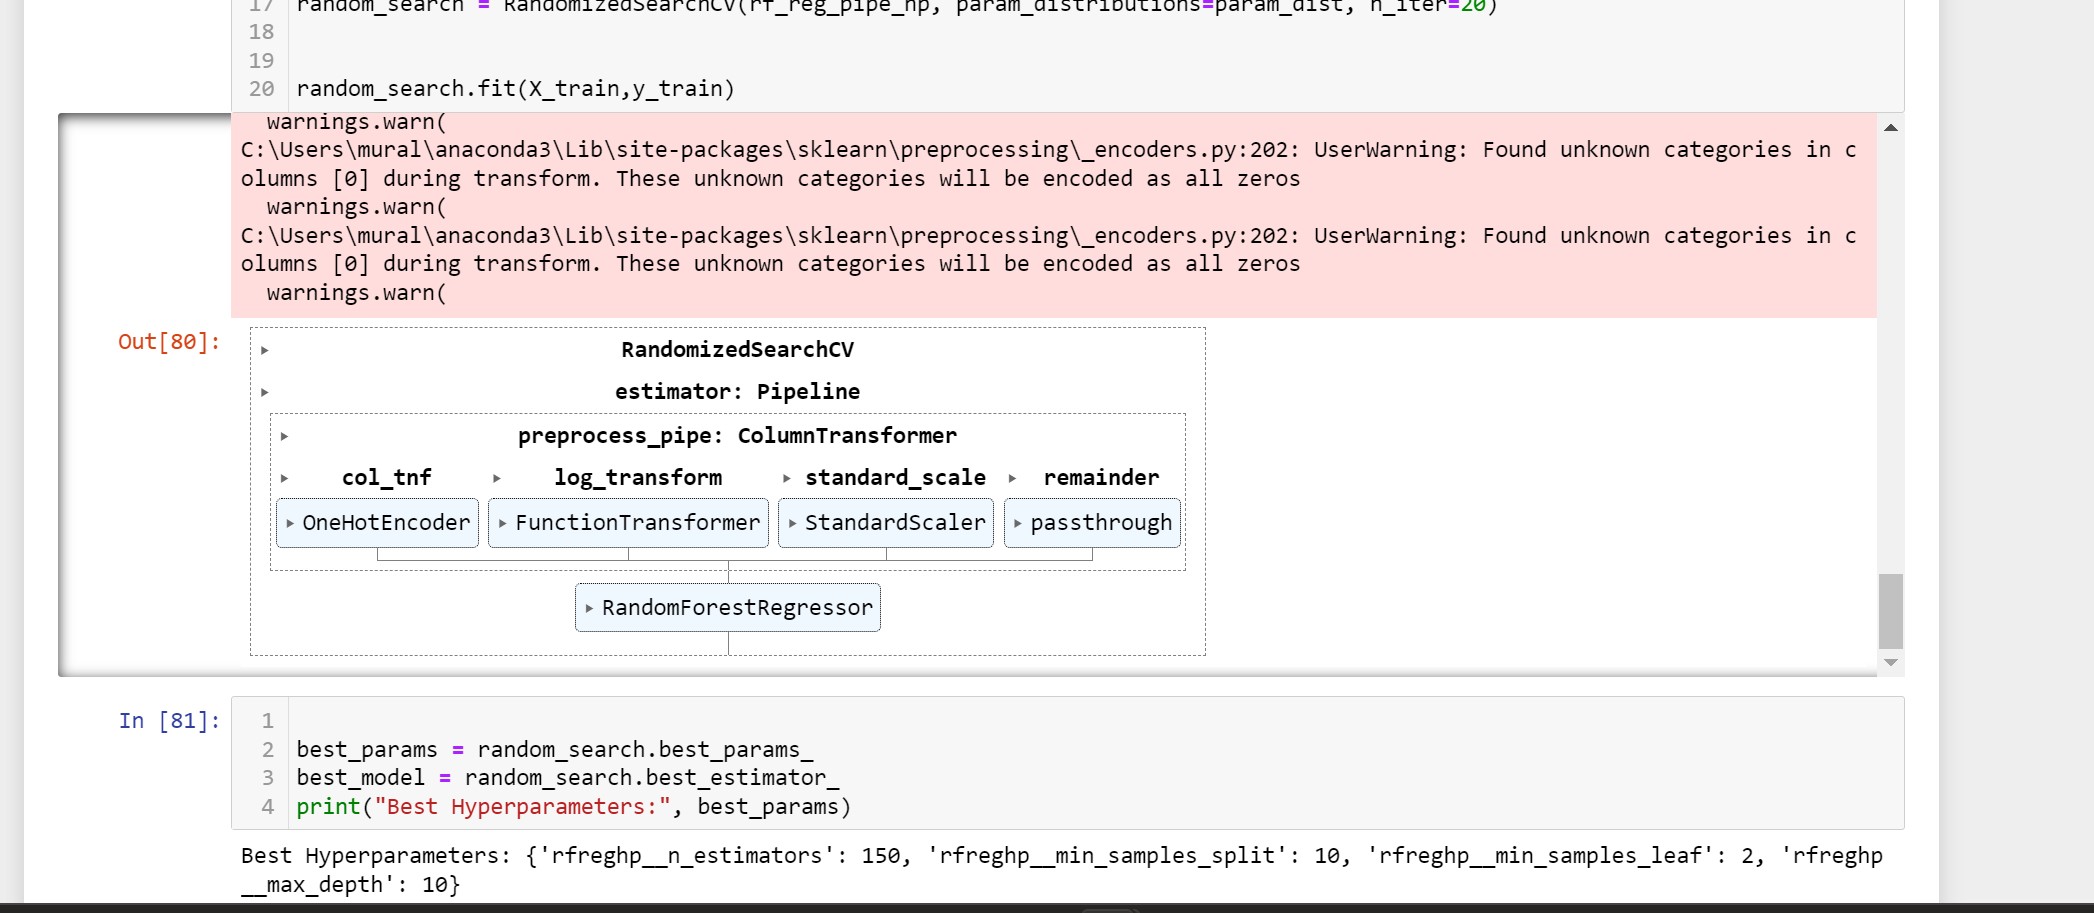 17 random_search = RandomizedSearchCV(rf_reg_pipe_hp, param_distributions=param_dist, n_iter=20)
18
19
20 random_search.fit(X_train,y_train)
warnings.warn(
C:\Users\mural\anaconda3\Lib\site-packages\sklearn\preprocessing\_encoders.py:202: UserWarning: Found unknown categories in c
olumns [0] during transform. These unknown categories will be encoded as all zeros
warnings.warn(
C:\Users\mural\anaconda3\Lib\site-packages\sklearn\preprocessing\_encoders.py:202: UserWarning: Found unknown categories in c
olumns [0] during transform. These unknown categories will be encoded as all zeros
warnings.warn(
Out[80]:
RandomizedSearchCV
estimator: Pipeline
preprocess_pipe: ColumnTransformer
col_tnf log_transform standard_scale remainder
OneHotEncoder FunctionTransformer StandardScaler passthrough
RandomForestRegressor
In [81]: 1
2 best_params = random_search.best_params_
3 best_model = random_search.best_estimator_
4 print("Best Hyperparameters:", best_params)
Best Hyperparameters: {'rfreghp__n_estimators': 150, 'rfreghp__min_samples_split': 10, 'rfreghp__min_samples_leaf': 2, 'rfreghp
__max_depth': 10}